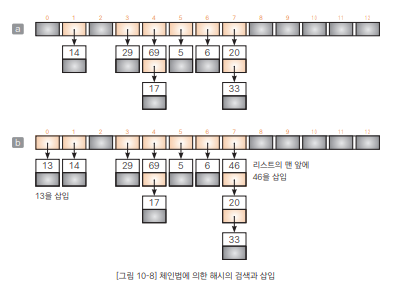 0 1 2 3 4 5 6 7 8 9 10 11 12
a
14 29 69 5 6 20
17 33
0 1 2 3 4 5 6 7 8 9 10 11 12
b
13 14 29 69 5 6 46
리스트의 맨 앞에
46을 삽입
13을 삽입
17 20
33
[그림 10-8] 체인법에 의한 해시의 검색과 삽입